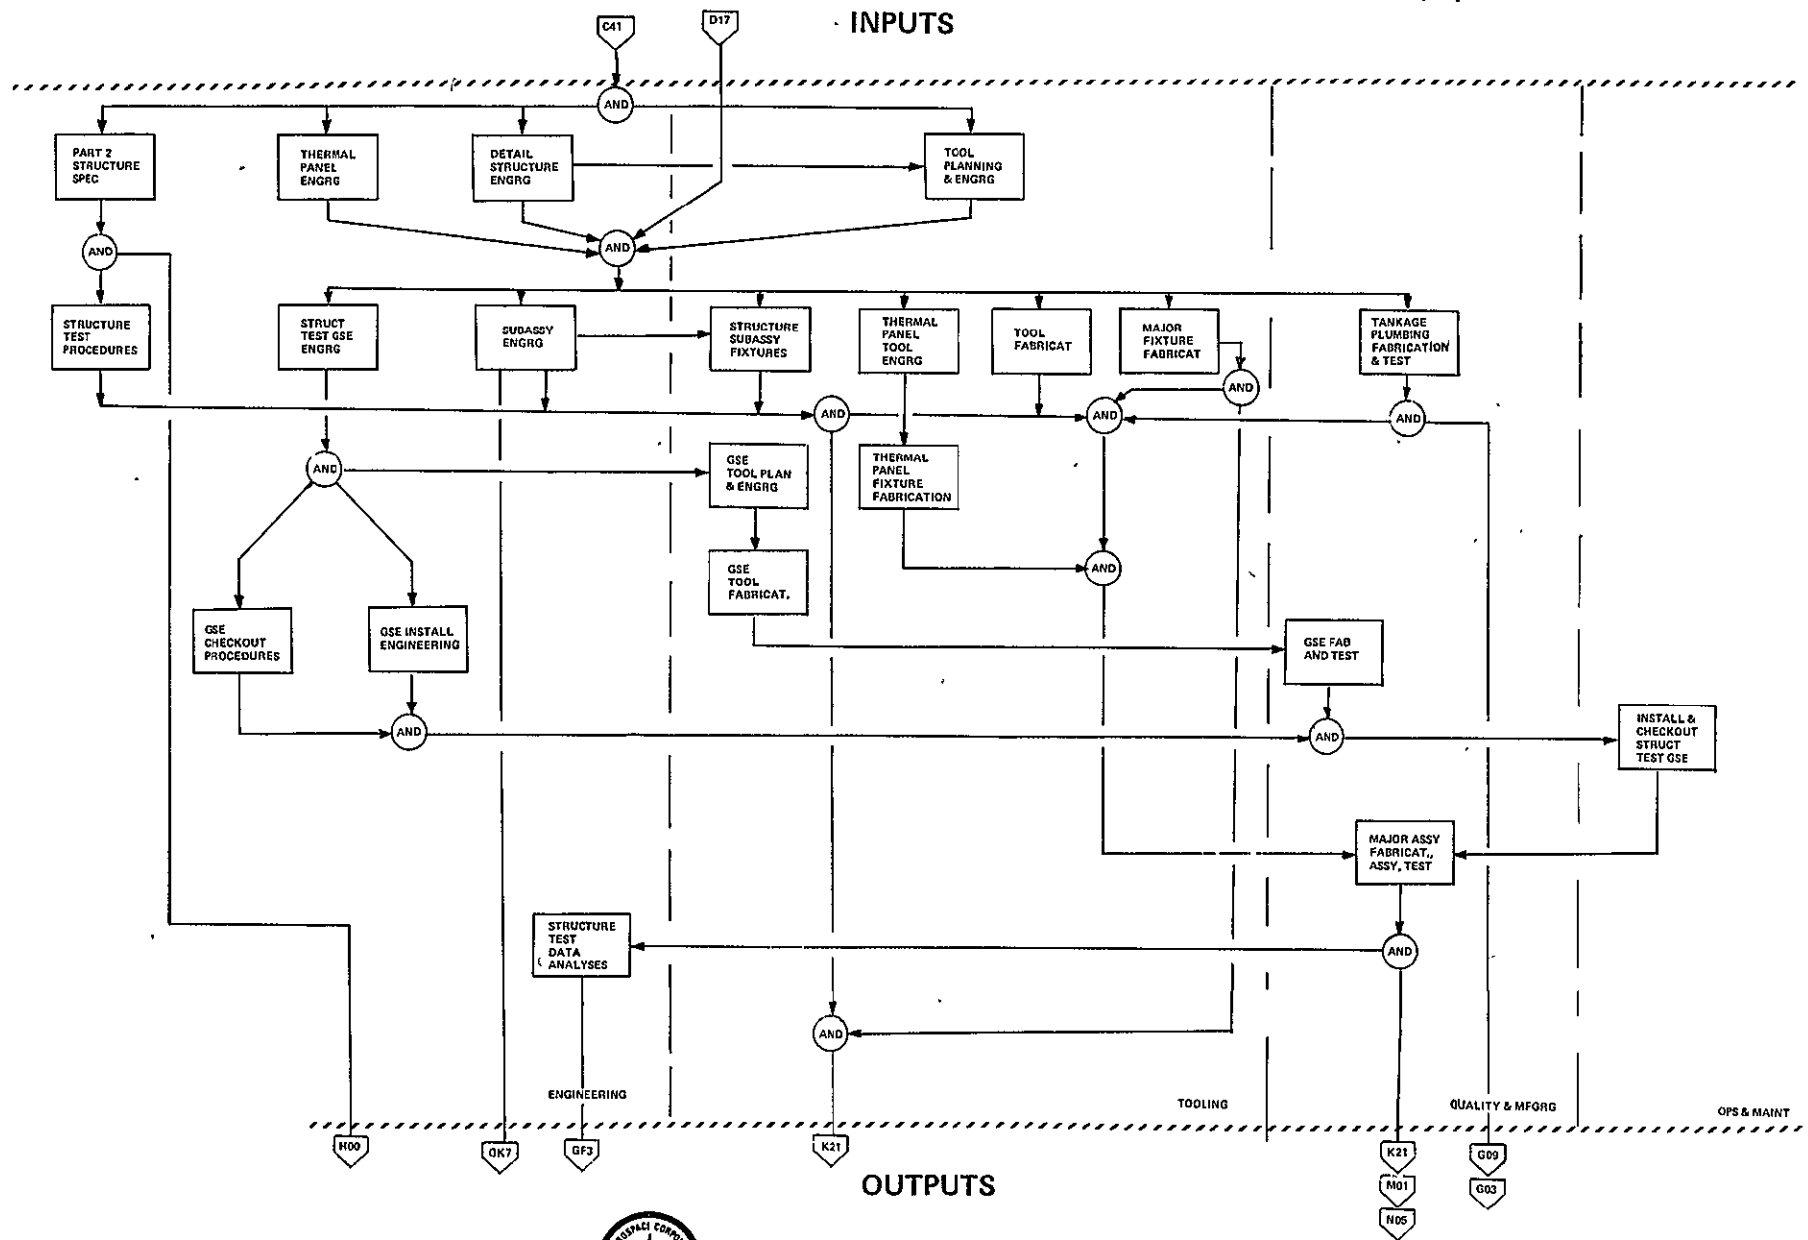 C41
D17
INPUTS
AND
PART 2
STRUCTURE
SPEC
THERMAL
PANEL
ENGRG
DETAIL
STRUCTURE
ENGRG
TOOL
PLANNING
& ENGRG
AND
AND
STRUCTURE
TEST
PROCEDURES
STRUCT
TEST GSE
ENGRG
SUBASSY
ENGRG
STRUCTURE
SUBASSY
FIXTURES
THERMAL
PANEL
TOOL
ENGRG
TOOL
FABRICAT
MAJOR
FIXTURE
FABRICAT
TANKAGE
PLUMBING
FABRICATION
& TEST
AND
AND
AND
AND
AND
GSE
TOOL PLAN
& ENGRG
THERMAL
PANEL
FIXTURE
FABRICATION
GSE
TOOL
FABRICAT.
AND
GSE
CHECKOUT
PROCEDURES
GSE INSTALL
ENGINEERING
GSE FAB
AND TEST
AND
AND
INSTALL &
CHECKOUT
STRUCT
TEST GSE
MAJOR ASSY
FABRICAT.,
ASSY, TEST
STRUCTURE
TEST
DATA
ANALYSES
AND
AND
ENGINEERING
TOOLING
QUALITY & MFGRG
OPS & MAINT
H00
GK7
GF3
K21
K21
G09
OUTPUTS
M01
G03
N05